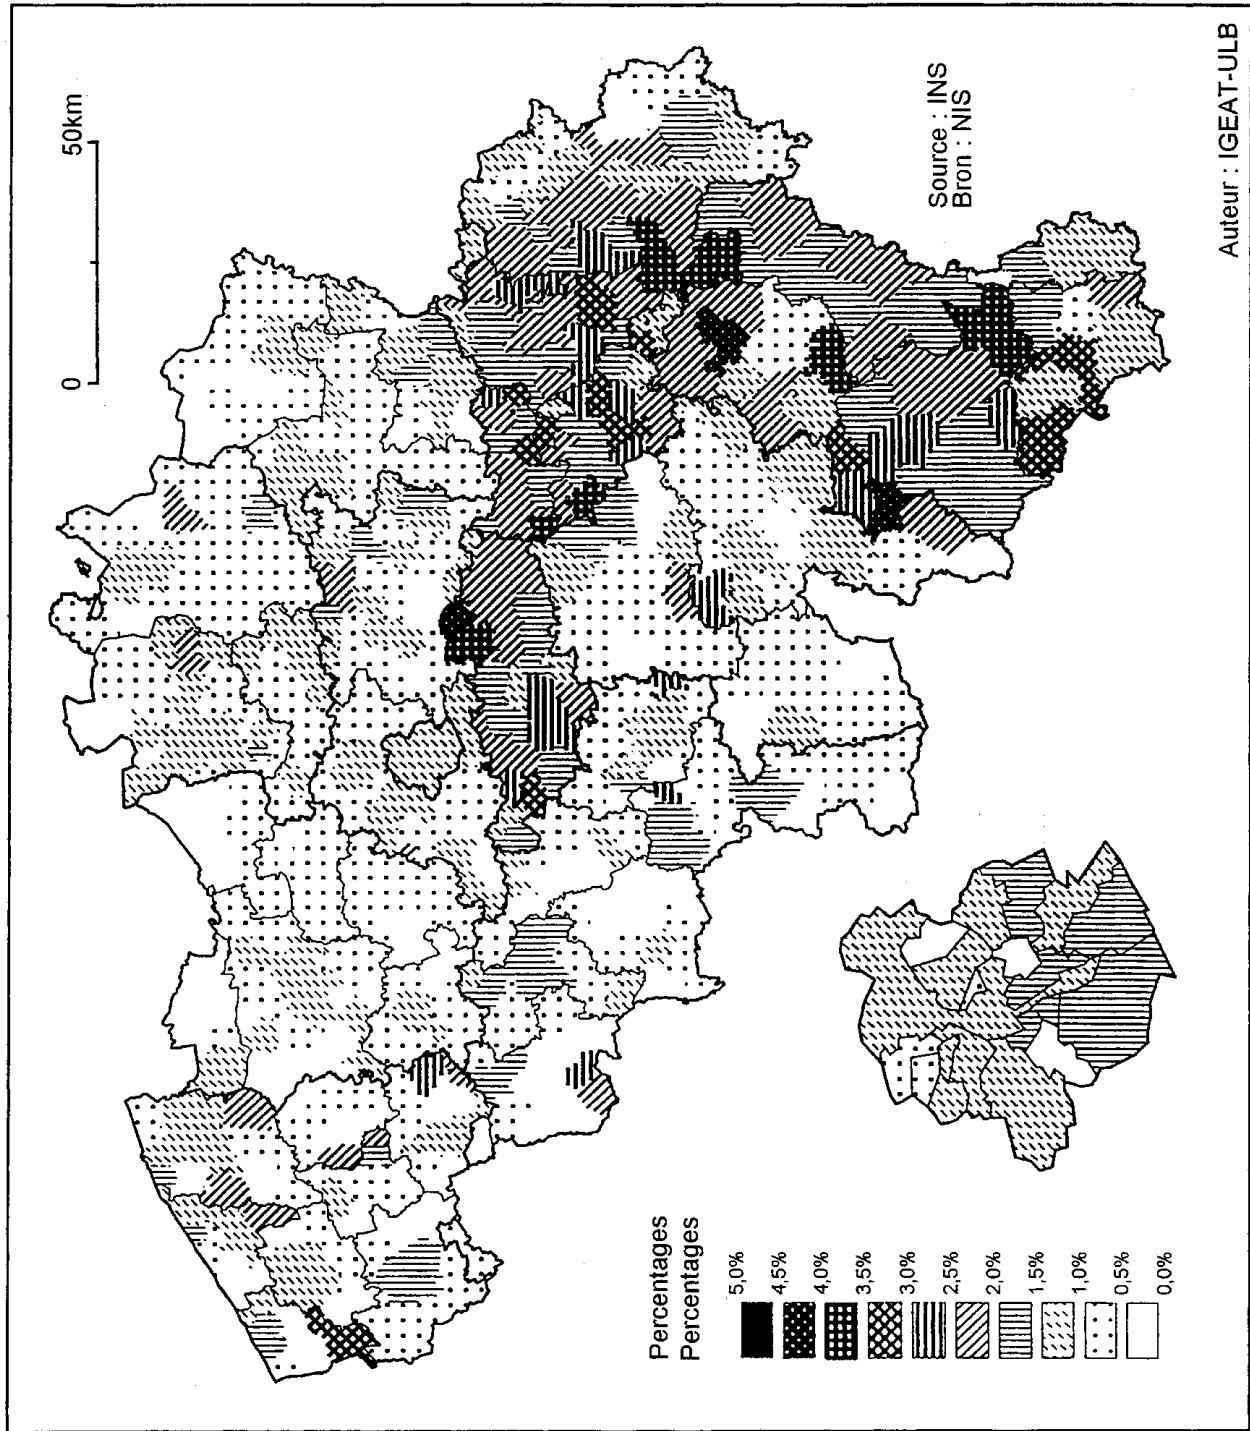 0 50km
Source : INS
Bron : NIS
Auteur : IGEAT-ULB
Percentages
Percentages
5,0%
4,5%
4,0%
3,5%
3,0%
2,5%
2,0%
1,5%
1,0%
0,5%
0,0%